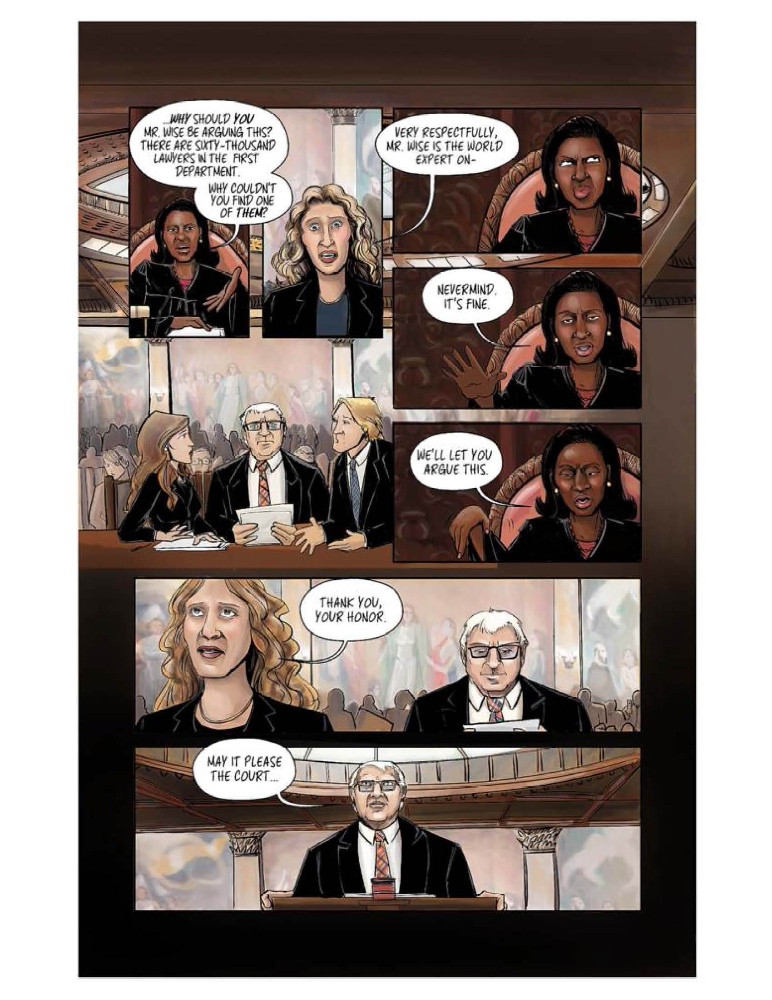 ...WHY SHOULD YOU
MR. WISE BE ARGUING THIS?
THERE ARE SIXTY-THOUSAND
LAWYERS IN THE FIRST
DEPARTMENT.
WHY COULDN'T
YOU FIND ONE
OF THEM?
VERY RESPECTFULLY,
MR. WISE IS THE WORLD
EXPERT ON-
NEVERMIND.
IT'S FINE.
WE'LL LET YOU
ARGUE THIS.
THANK YOU,
YOUR HONOR.
MAY IT PLEASE
THE COURT...